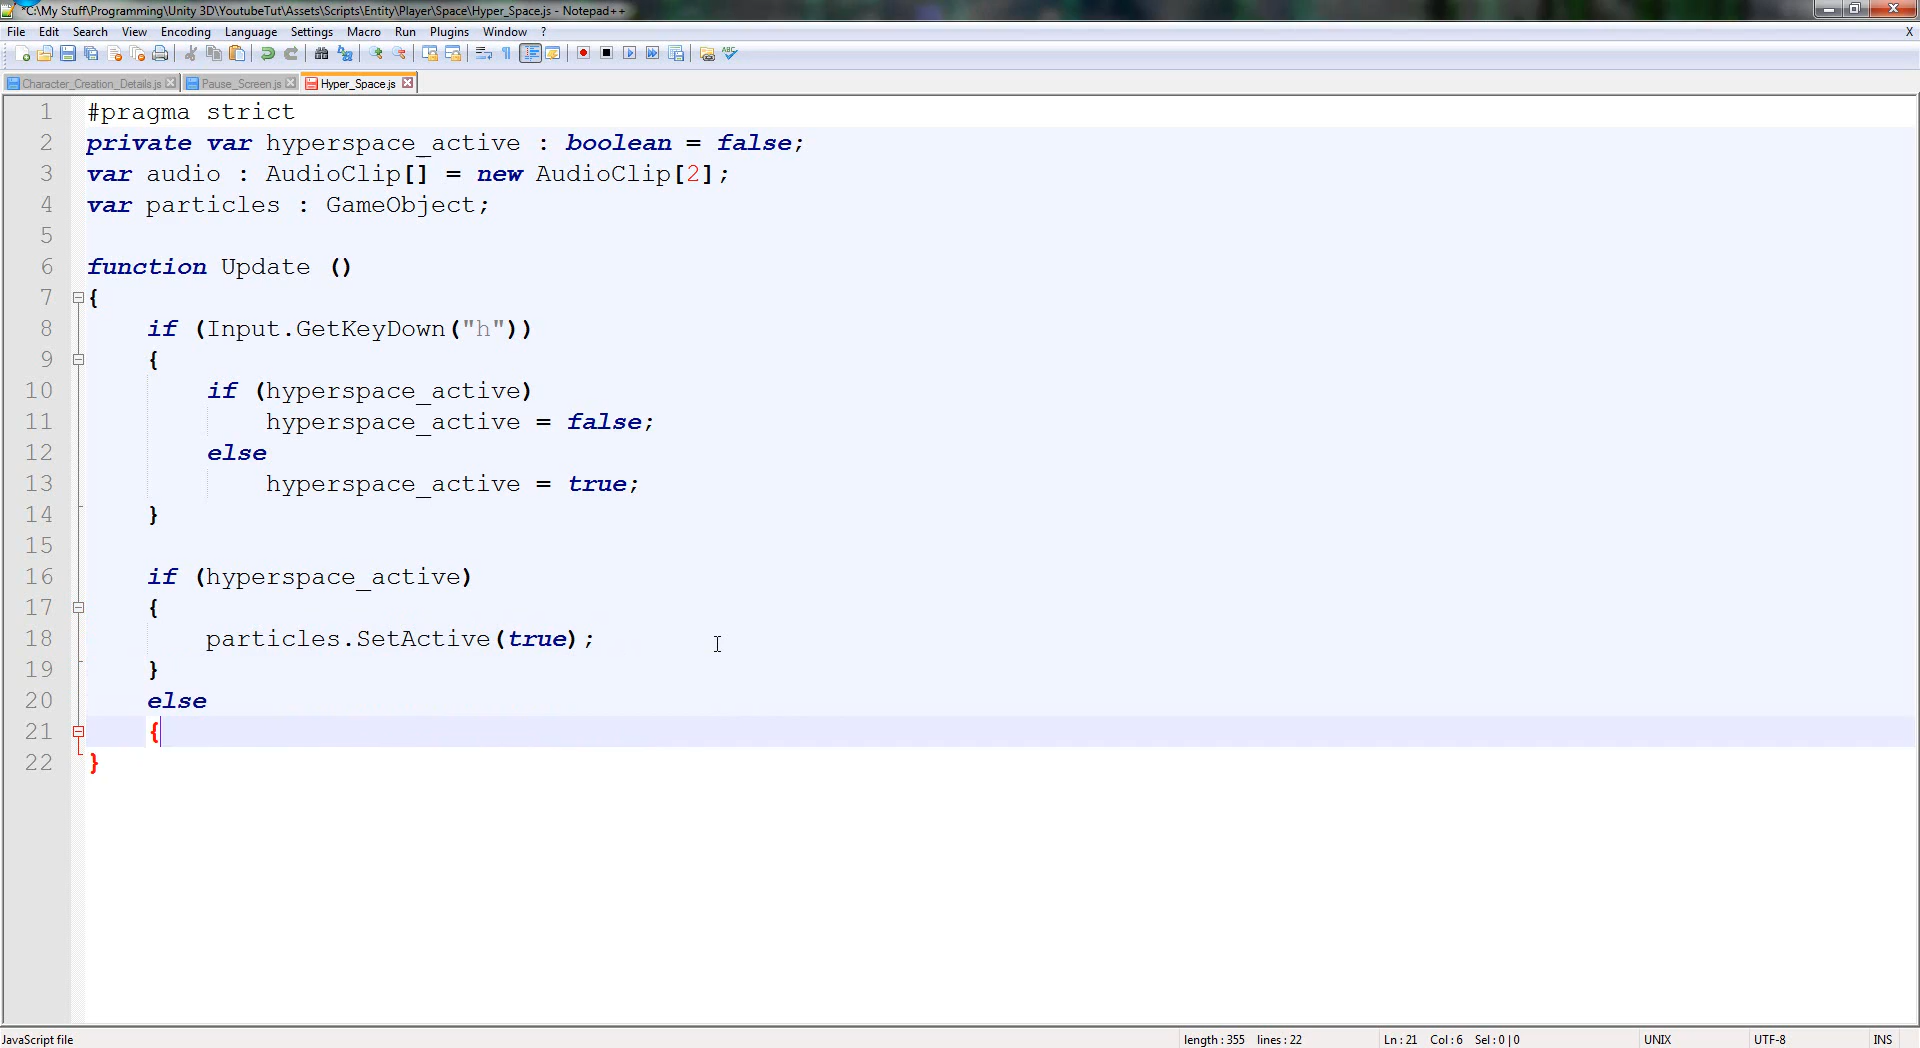 *C:\My Stuff\Programming\Unity 3D\YoutubeTut\Assets\Scripts\Entity\Player\Space\Hyper_Space.js - Notepad++
File Edit Search View Encoding Language Settings Macro Run Plugins Window ? X
Character_Creation_Details.js Pause_Screen.js Hyper_Space.js
1 #pragma strict
2 private var hyperspace_active : boolean = false;
3 var audio : AudioClip[] = new AudioClip[2];
4 var particles : GameObject;
5
6 function Update ()
7 {
8 if (Input.GetKeyDown("h"))
9 {
10 if (hyperspace_active)
11 hyperspace_active = false;
12 else
13 hyperspace_active = true;
14 }
15
16 if (hyperspace_active)
17 {
18 particles.SetActive(true);
19 }
20 else
21 {
22 }
JavaScript file length : 355 lines : 22 Ln : 21 Col : 6 Sel : 0 | 0 UNIX UTF-8 INS